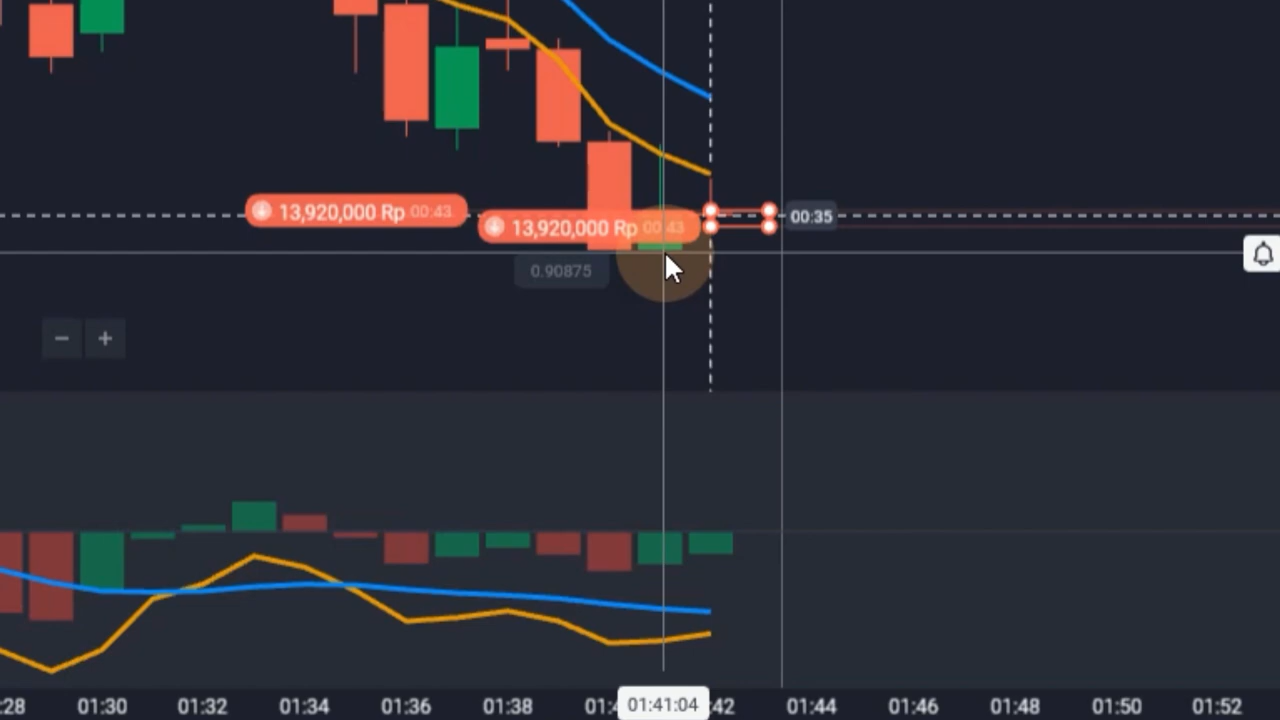 13,920,000 Rp 00:43
13,920,000 Rp 00:43
00:35
0.90875
− +
:28 01:30 01:32 01:34 01:36 01:38 01:4 01:41:04 :42 01:44 01:46 01:48 01:50 01:52